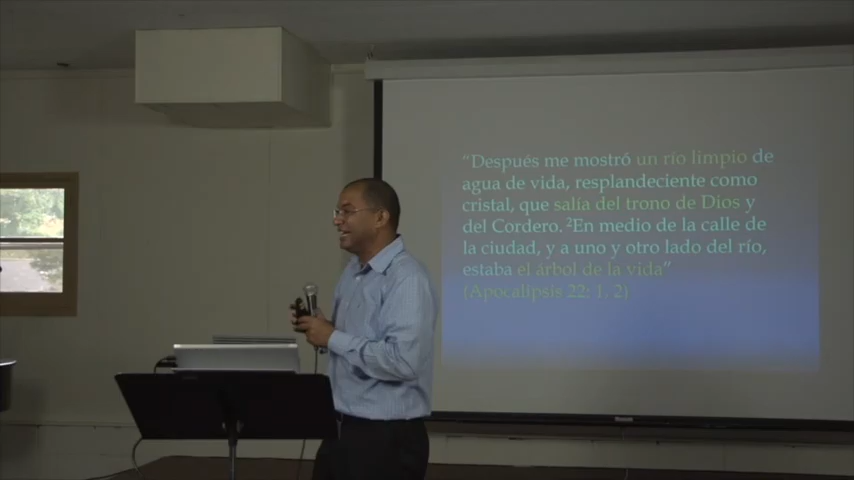 “Después me mostró un río limpio de
agua de vida, resplandeciente como
cristal, que salía del trono de Dios y
del Cordero. ²En medio de la calle de
la ciudad, y a uno y otro lado del río,
estaba el árbol de la vida”
(Apocalipsis 22: 1, 2)